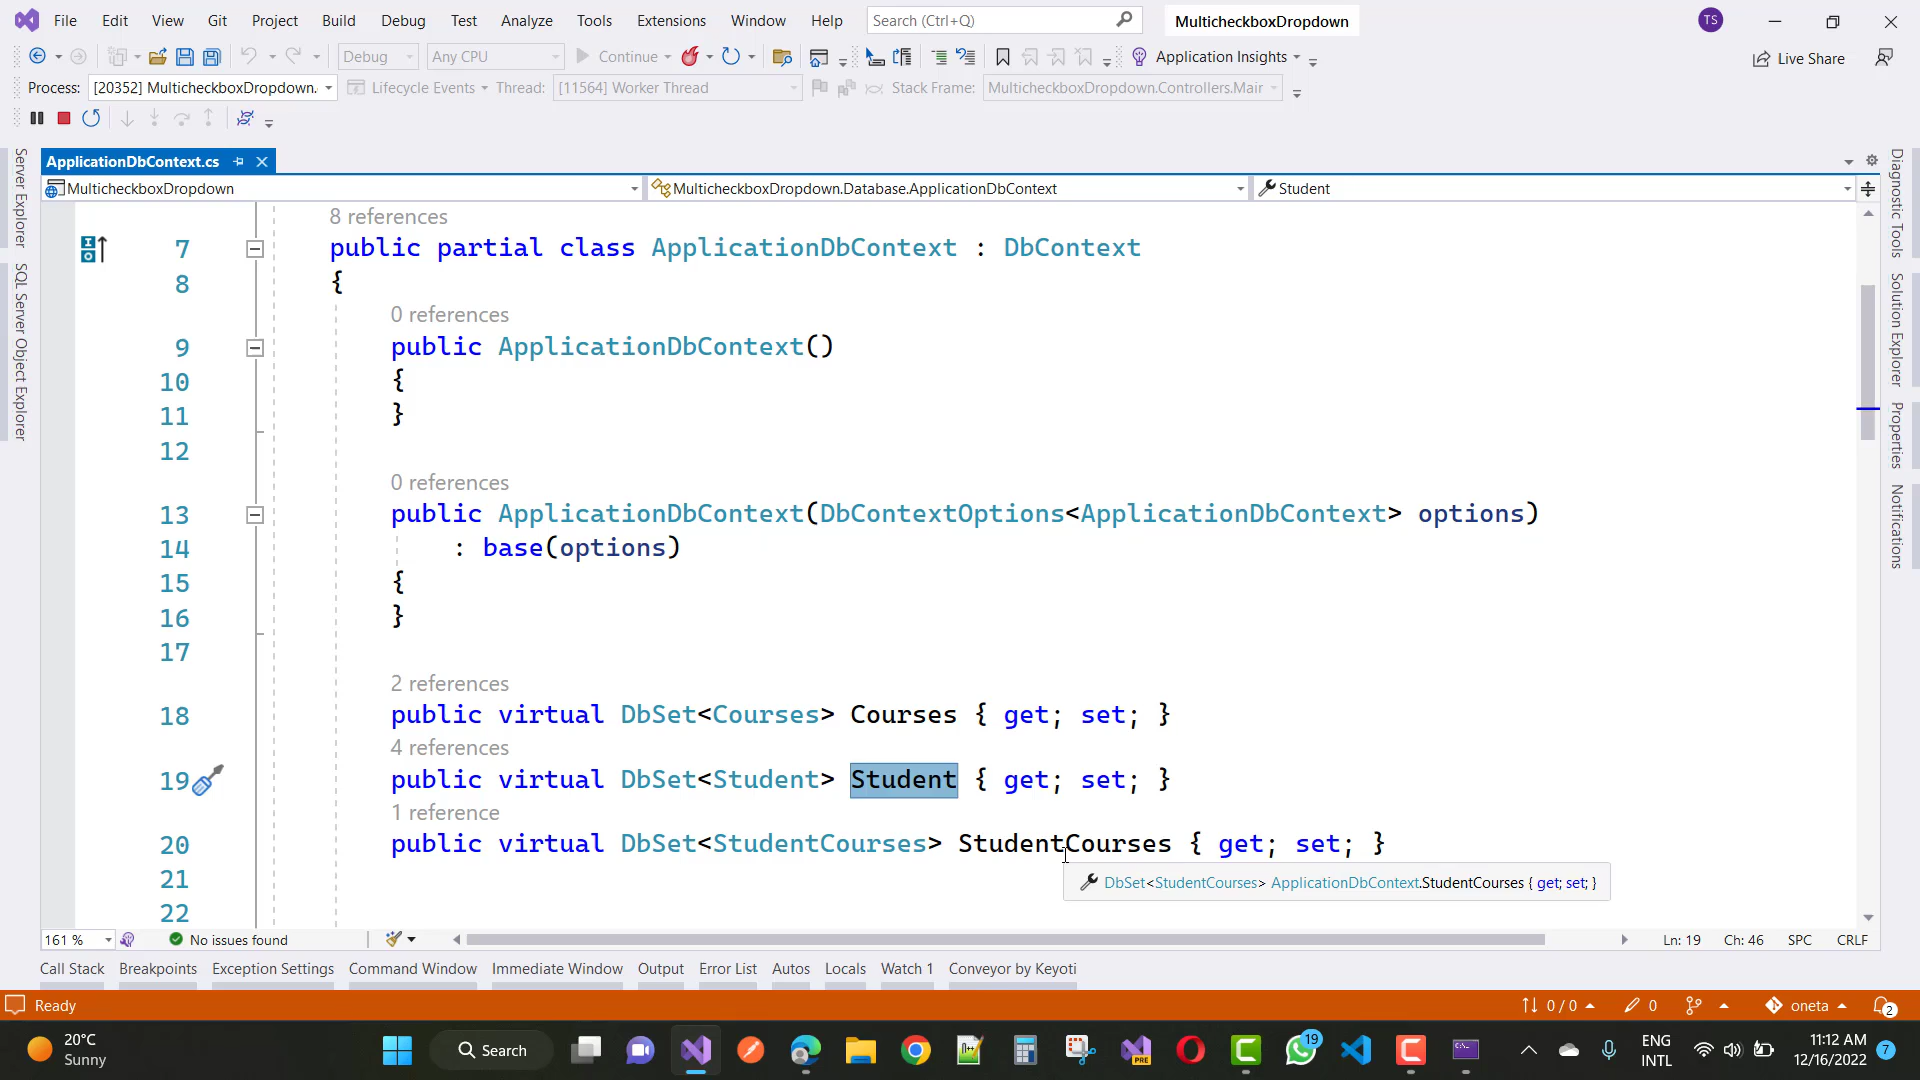 File Edit View Git Project Build Debug Test Analyze Tools Extensions Window Help Search (Ctrl+Q) MulticheckboxDropdown TS
Debug Any CPU Continue Application Insights Live Share
Process: [20352] MulticheckboxDropdown. Lifecycle Events Thread: [11564] Worker Thread Stack Frame: MulticheckboxDropdown.Controllers.Mair
Server Explorer
SQL Server Object Explorer
ApplicationDbContext.cs
MulticheckboxDropdown MulticheckboxDropdown.Database.ApplicationDbContext Student
8 references
7 public partial class ApplicationDbContext : DbContext
8 {
0 references
9 public ApplicationDbContext()
10 {
11 }
12
0 references
13 public ApplicationDbContext(DbContextOptions<ApplicationDbContext> options)
14 : base(options)
15 {
16 }
17
2 references
18 public virtual DbSet<Courses> Courses { get; set; }
4 references
19 public virtual DbSet<Student> Student { get; set; }
1 reference
20 public virtual DbSet<StudentCourses> StudentCourses { get; set; }
21
DbSet<StudentCourses> ApplicationDbContext.StudentCourses { get; set; }
22
Diagnostic Tools
Solution Explorer
Properties
Notifications
161 % No issues found Ln: 19 Ch: 46 SPC CRLF
Call Stack Breakpoints Exception Settings Command Window Immediate Window Output Error List Autos Locals Watch 1 Conveyor by Keyoti
Ready 0 / 0 0 oneta 2
20°C
Sunny
Search
PRE
19
ENG
INTL
11:12 AM
12/16/2022
7